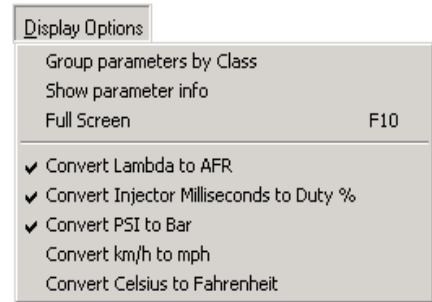 Display Options
Group parameters by Class
Show parameter info
Full Screen F10
Convert Lambda to AFR
Convert Injector Milliseconds to Duty %
Convert PSI to Bar
Convert km/h to mph
Convert Celsius to Fahrenheit